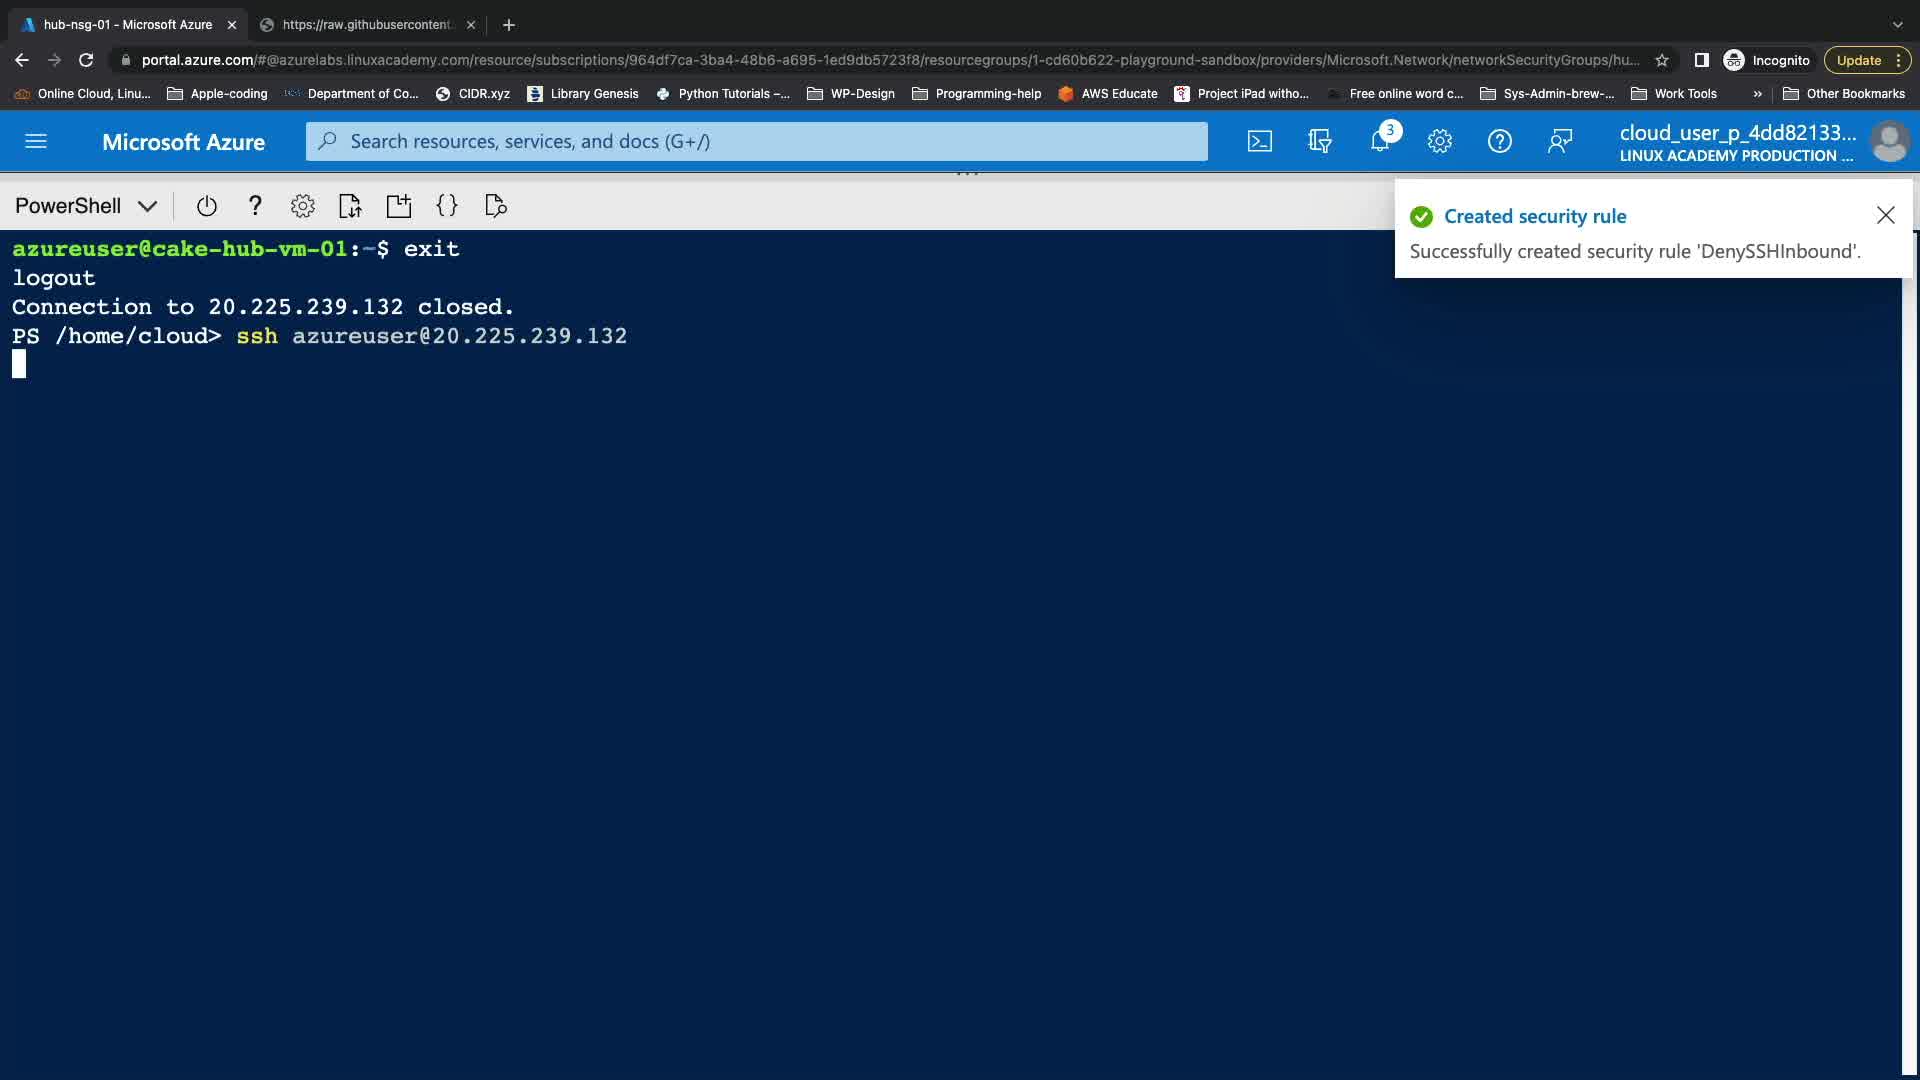 hub-nsg-01 - Microsoft Azure
https://raw.githubusercontent.
portal.azure.com/#@azurelabs.linuxacademy.com/resource/subscriptions/964df7ca-3ba4-48b6-a695-1ed9db5723f8/resourcegroups/1-cd60b622-playground-sandbox/providers/Microsoft.Network/networkSecurityGroups/hu...
Incognito
Update
Online Cloud, Linu...
Apple-coding
Department of Co...
CIDR.xyz
Library Genesis
Python Tutorials –...
WP-Design
Programming-help
AWS Educate
Project iPad witho...
Free online word c...
Sys-Admin-brew-...
Work Tools
»
Other Bookmarks
Microsoft Azure
Search resources, services, and docs (G+/)
3
cloud_user_p_4dd82133...
LINUX ACADEMY PRODUCTION ...
PowerShell
?
{}
Created security rule
Successfully created security rule 'DenySSHInbound'.
azureuser@cake-hub-vm-01:~$ exit
logout
Connection to 20.225.239.132 closed.
PS /home/cloud> ssh azureuser@20.225.239.132